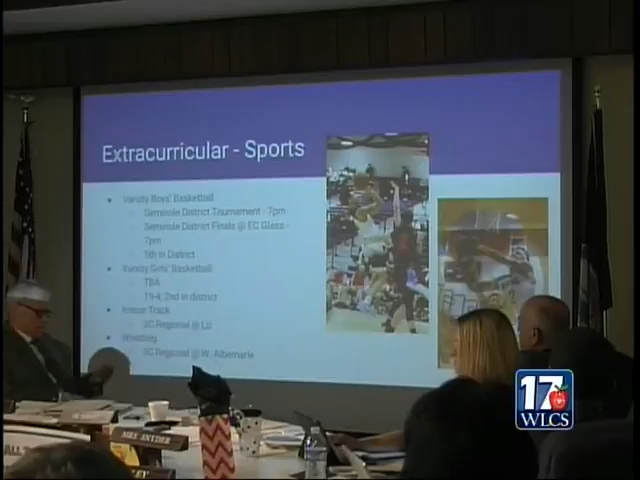 Extracurricular - Sports
Varsity Boys' Basketball
Seminole District Tournament - 7pm
Seminole District Finals @ EC Glass -
7pm
5th in District
Varsity Girls' Basketball
TBA
19-4, 2nd in district
Indoor Track
3C Regional @ LU
Wrestling
3C Regional @ W. Albemarle
17
WLCS
MIKE SNYDER